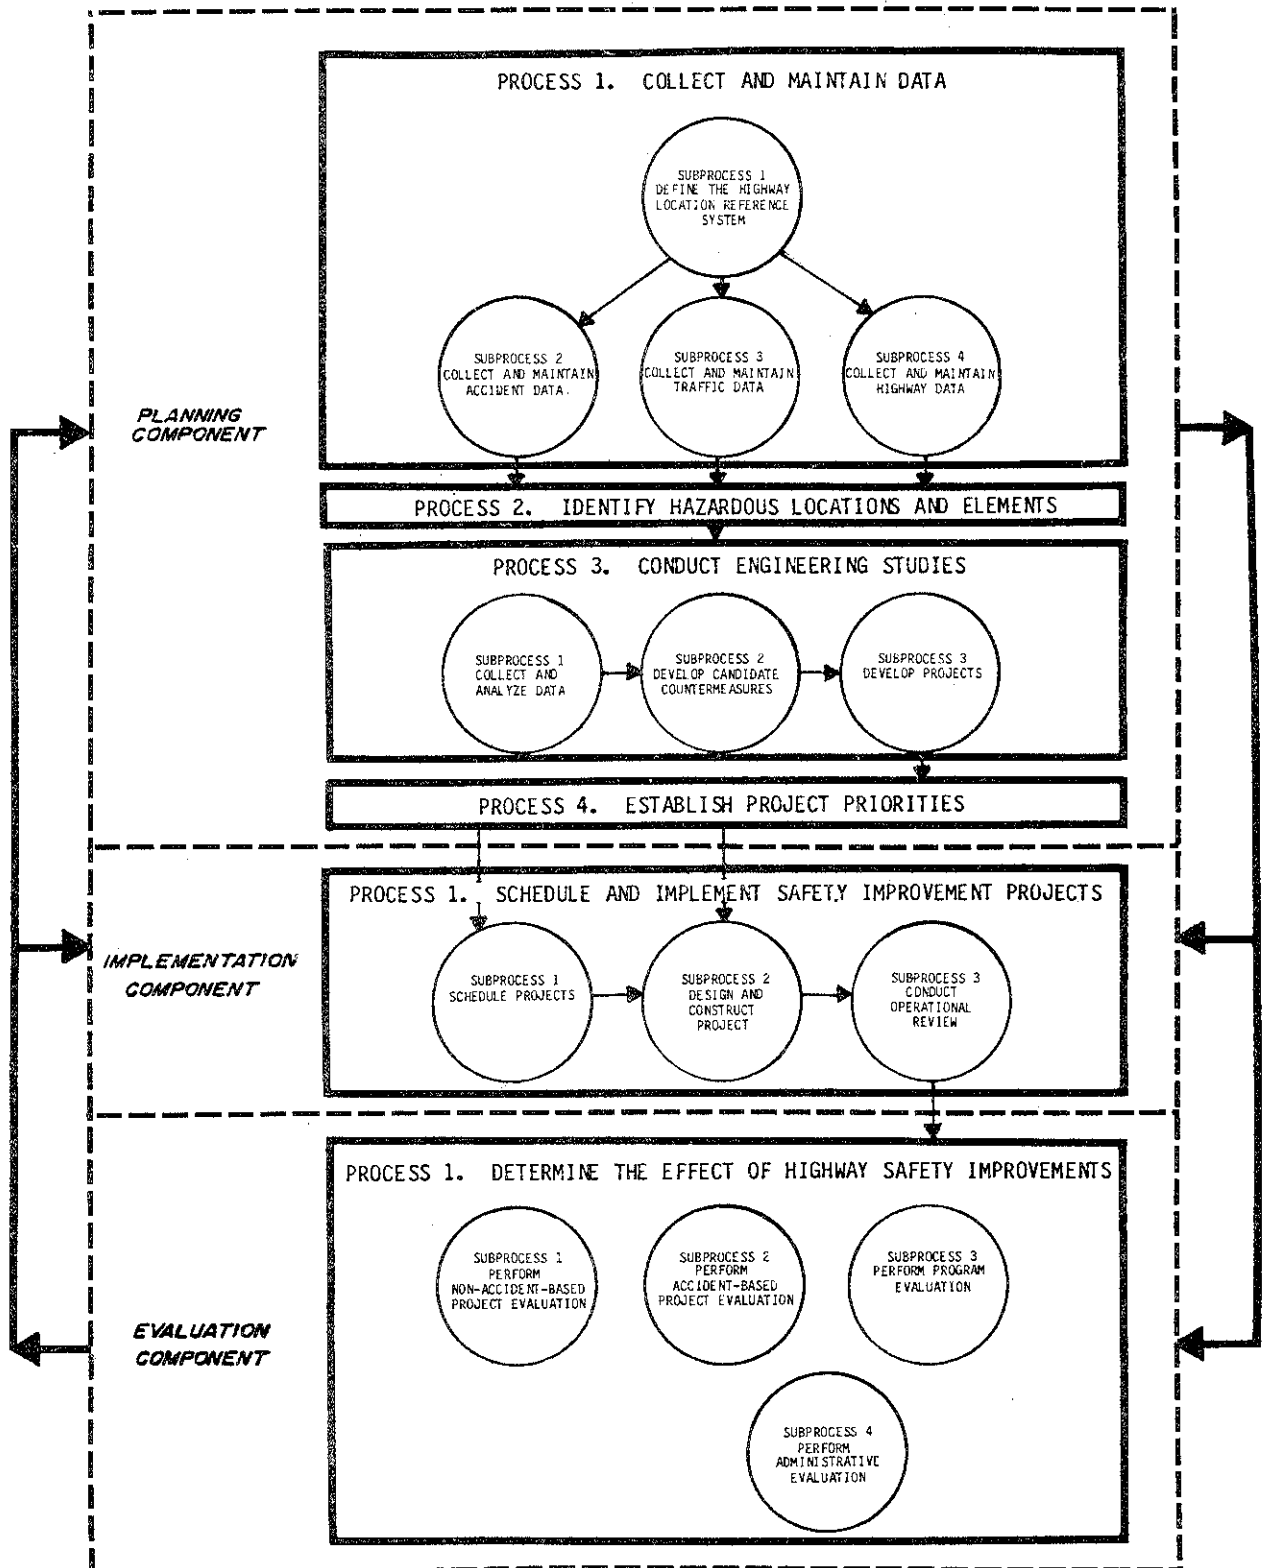 PROCESS 1. COLLECT AND MAINTAIN DATA
SUBPROCESS 1
DEFINE THE HIGHWAY
LOCATION REFERENCE
SYSTEM
SUBPROCESS 2
COLLECT AND MAINTAIN
ACCIDENT DATA.
SUBPROCESS 3
COLLECT AND MAINTAIN
TRAFFIC DATA
SUBPROCESS 4
COLLECT AND MAINTAIN
HIGHWAY DATA
PLANNING
COMPONENT
PROCESS 2. IDENTIFY HAZARDOUS LOCATIONS AND ELEMENTS
PROCESS 3. CONDUCT ENGINEERING STUDIES
SUBPROCESS 1
COLLECT AND
ANALYZE DATA
SUBPROCESS 2
DEVELOP CANDIDATE
COUNTERMEASURES
SUBPROCESS 3
DEVELOP PROJECTS
PROCESS 4. ESTABLISH PROJECT PRIORITIES
PROCESS 1. SCHEDULE AND IMPLEMENT SAFETY IMPROVEMENT PROJECTS
IMPLEMENTATION
COMPONENT
SUBPROCESS 1
SCHEDULE PROJECTS
SUBPROCESS 2
DESIGN AND
CONSTRUCT
PROJECT
SUBPROCESS 3
CONDUCT
OPERATIONAL
REVIEW
PROCESS 1. DETERMINE THE EFFECT OF HIGHWAY SAFETY IMPROVEMENTS
SUBPROCESS 1
PERFORM
NON-ACCIDENT-BASED
PROJECT EVALUATION
SUBPROCESS 2
PERFORM
ACCIDENT-BASED
PROJECT EVALUATION
SUBPROCESS 3
PERFORM PROGRAM
EVALUATION
EVALUATION
COMPONENT
SUBPROCESS 4
PERFORM
ADMINISTRATIVE
EVALUATION